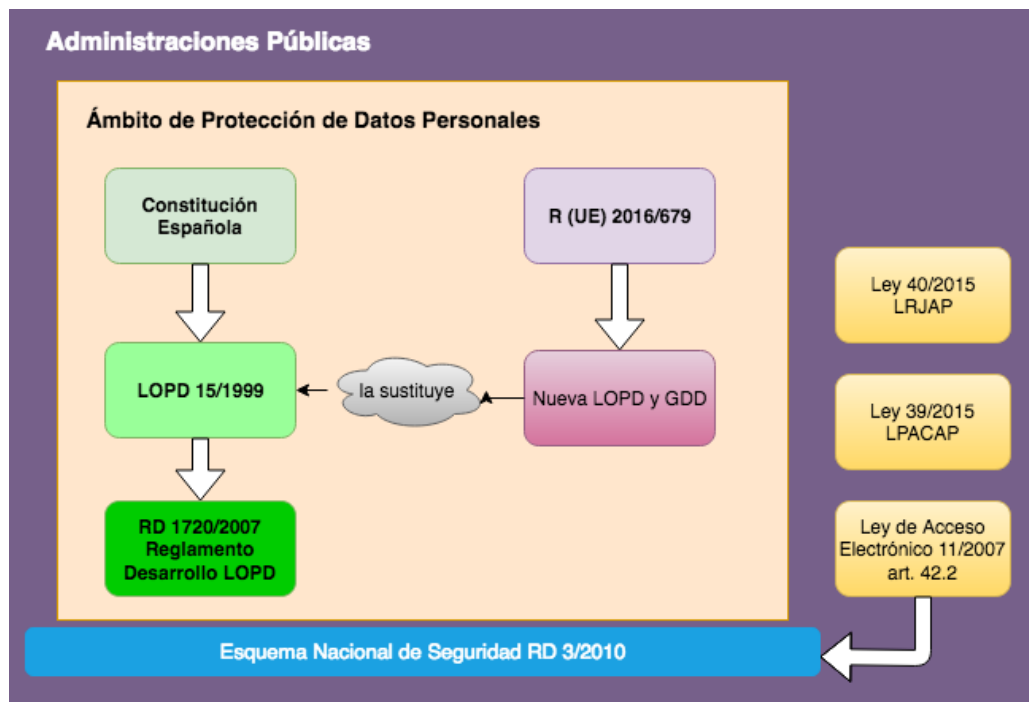 Administraciones Públicas
Ámbito de Protección de Datos Personales
Constitución
Española
R (UE) 2016/679
LOPD 15/1999
la sustituye
Nueva LOPD y GDD
RD 1720/2007
Reglamento
Desarrollo LOPD
Ley 40/2015
LRJAP
Ley 39/2015
LPACAP
Ley de Acceso
Electrónico 11/2007
art. 42.2
Esquema Nacional de Seguridad RD 3/2010